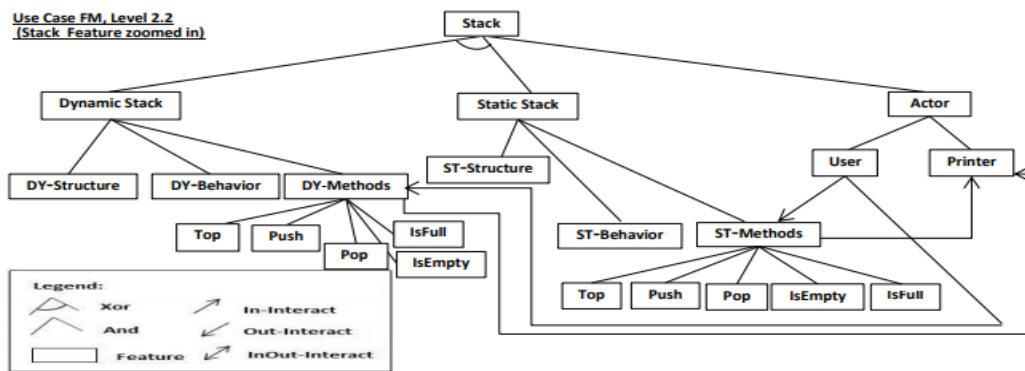 Use Case FM, Level 2.2
(Stack Feature zoomed in)
Stack
Dynamic Stack
Static Stack
Actor
DY-Structure
DY-Behavior
DY-Methods
ST-Structure
User
Printer
Top
Push
Pop
IsFull
IsEmpty
ST-Behavior
ST-Methods
Top
Push
Pop
IsEmpty
IsFull
Legend:
Xor
In-Interact
And
Out-Interact
Feature
InOut-Interact